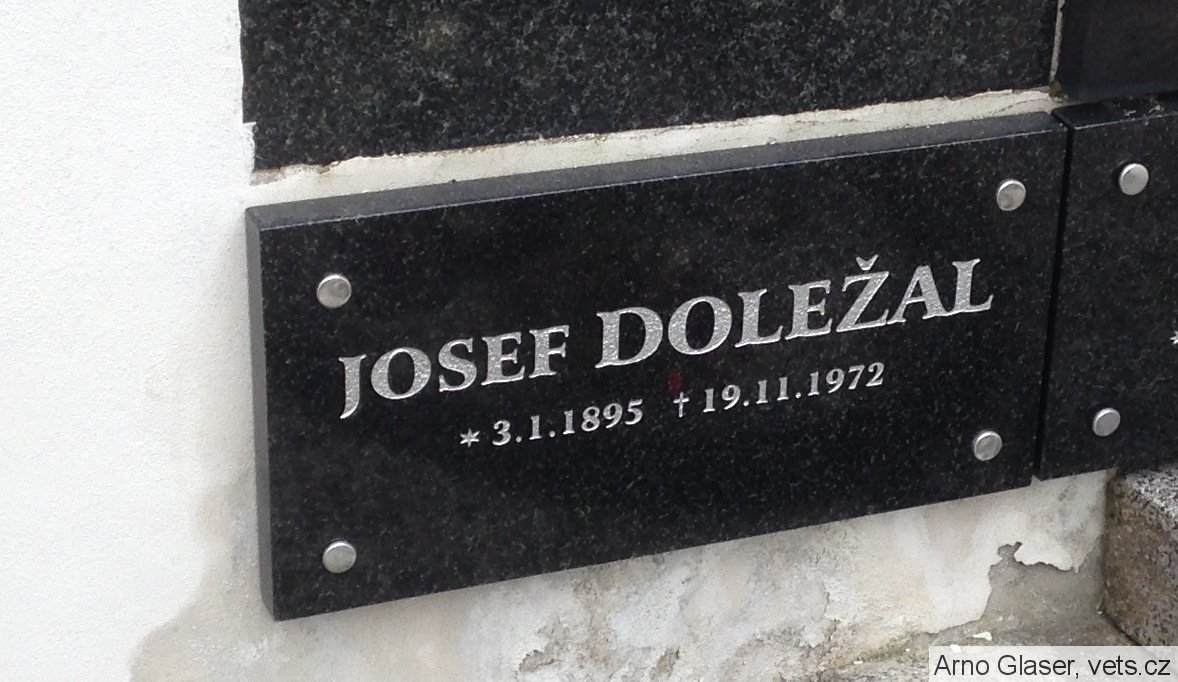 JOSEF DOLEŽAL
* 3.1.1895 † 19.11.1972
Arno Glaser, vets.cz